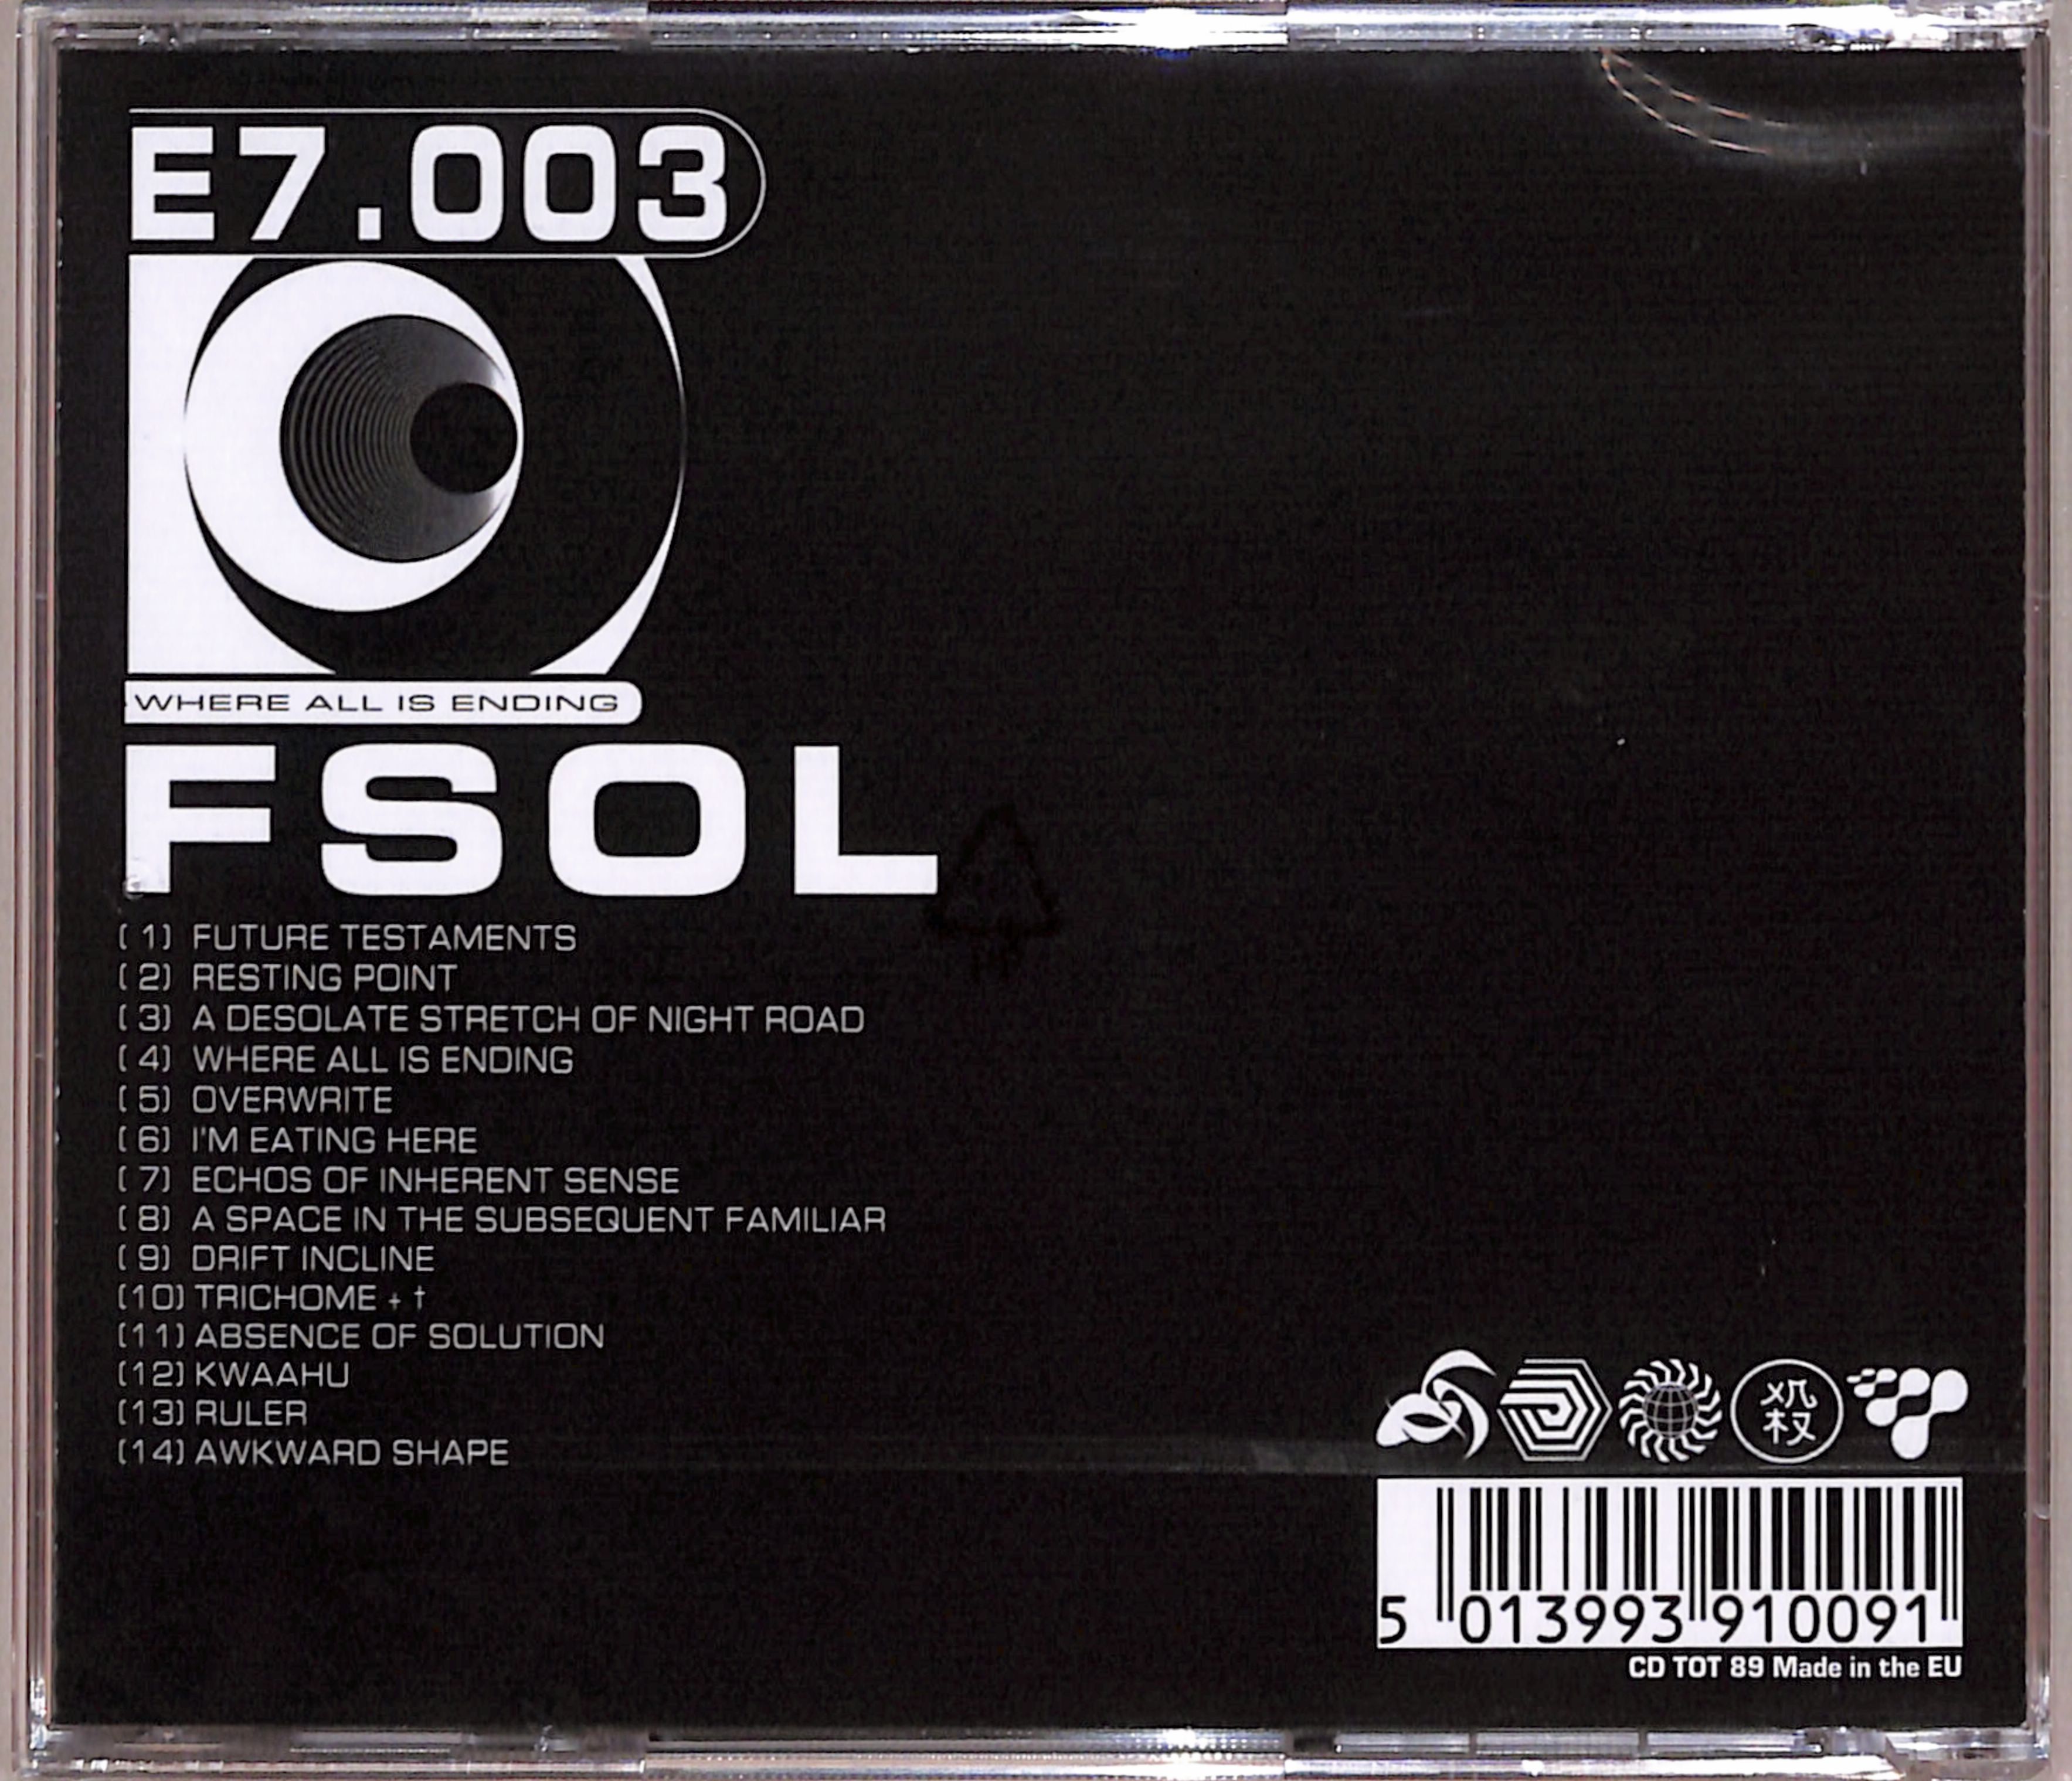 E7.003
WHERE ALL IS ENDING
FSOL
( 1) FUTURE TESTAMENTS
( 2) RESTING POINT
( 3) A DESOLATE STRETCH OF NIGHT ROAD
( 4) WHERE ALL IS ENDING
( 5) OVERWRITE
( 6) I'M EATING HERE
( 7) ECHOS OF INHERENT SENSE
( 8) A SPACE IN THE SUBSEQUENT FAMILIAR
( 9) DRIFT INCLINE
(10) TRICHOME + †
(11) ABSENCE OF SOLUTION
(12) KWAAHU
(13) RULER
(14) AWKWARD SHAPE
5 013993 910091
CD TOT 89 Made in the EU